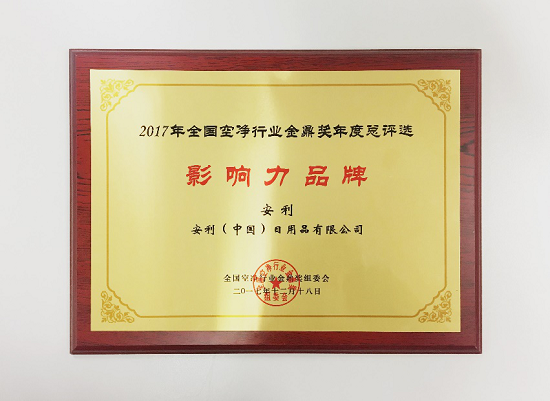 2017年全国空净行业金鼎奖年度总评选
影响力品牌
安利
安利（中国）日用品有限公司
全国空净行业金鼎奖组委会
二〇一七年十二月十八日
组委会